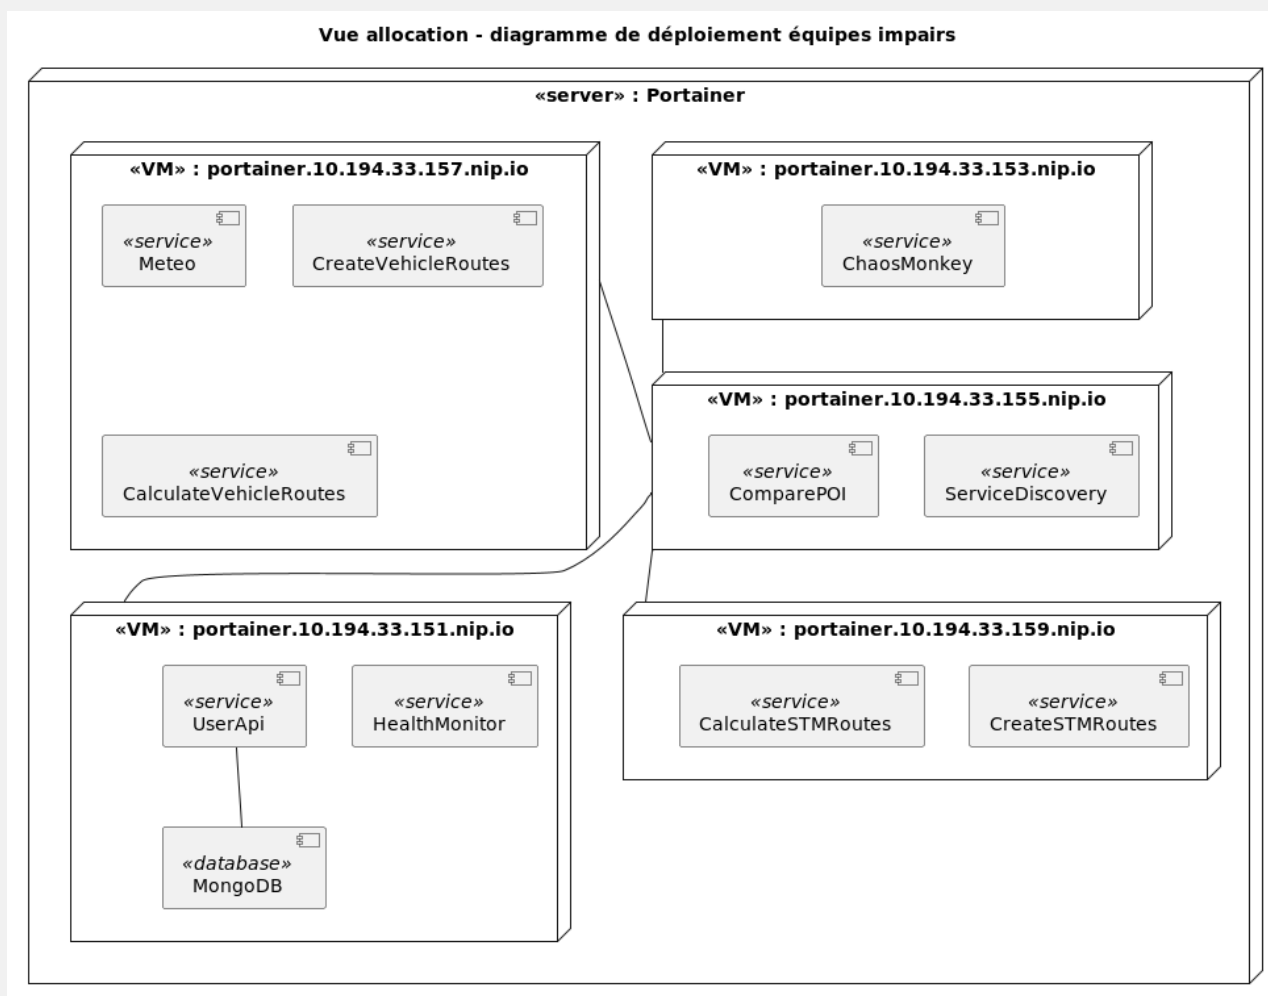 Vue allocation - diagramme de déploiement équipes impairs
«server» : Portainer
«VM» : portainer.10.194.33.157.nip.io
«service»
Meteo
«service»
CreateVehicleRoutes
«service»
CalculateVehicleRoutes
«VM» : portainer.10.194.33.153.nip.io
«service»
ChaosMonkey
«VM» : portainer.10.194.33.155.nip.io
«service»
ComparePOI
«service»
ServiceDiscovery
«VM» : portainer.10.194.33.151.nip.io
«service»
UserApi
«service»
HealthMonitor
«database»
MongoDB
«VM» : portainer.10.194.33.159.nip.io
«service»
CalculateSTMRoutes
«service»
CreateSTMRoutes